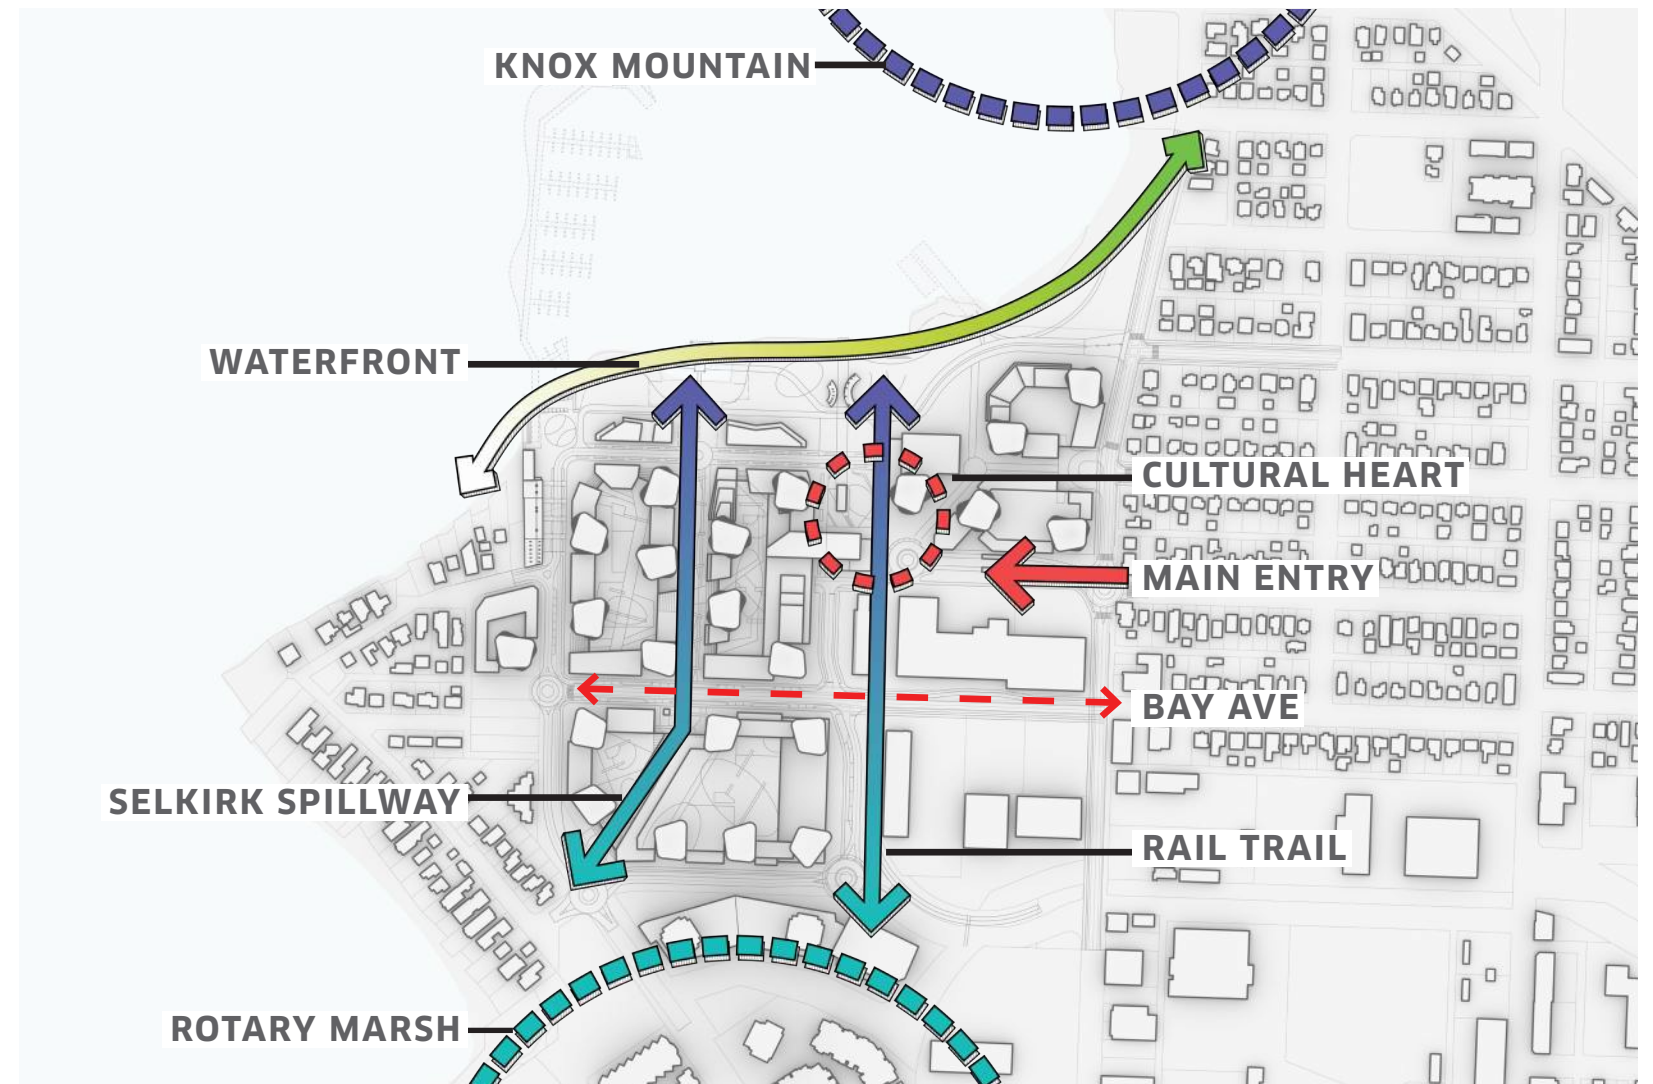 KNOX MOUNTAIN
WATERFRONT
CULTURAL HEART
MAIN ENTRY
BAY AVE
SELKIRK SPILLWAY
RAIL TRAIL
ROTARY MARSH